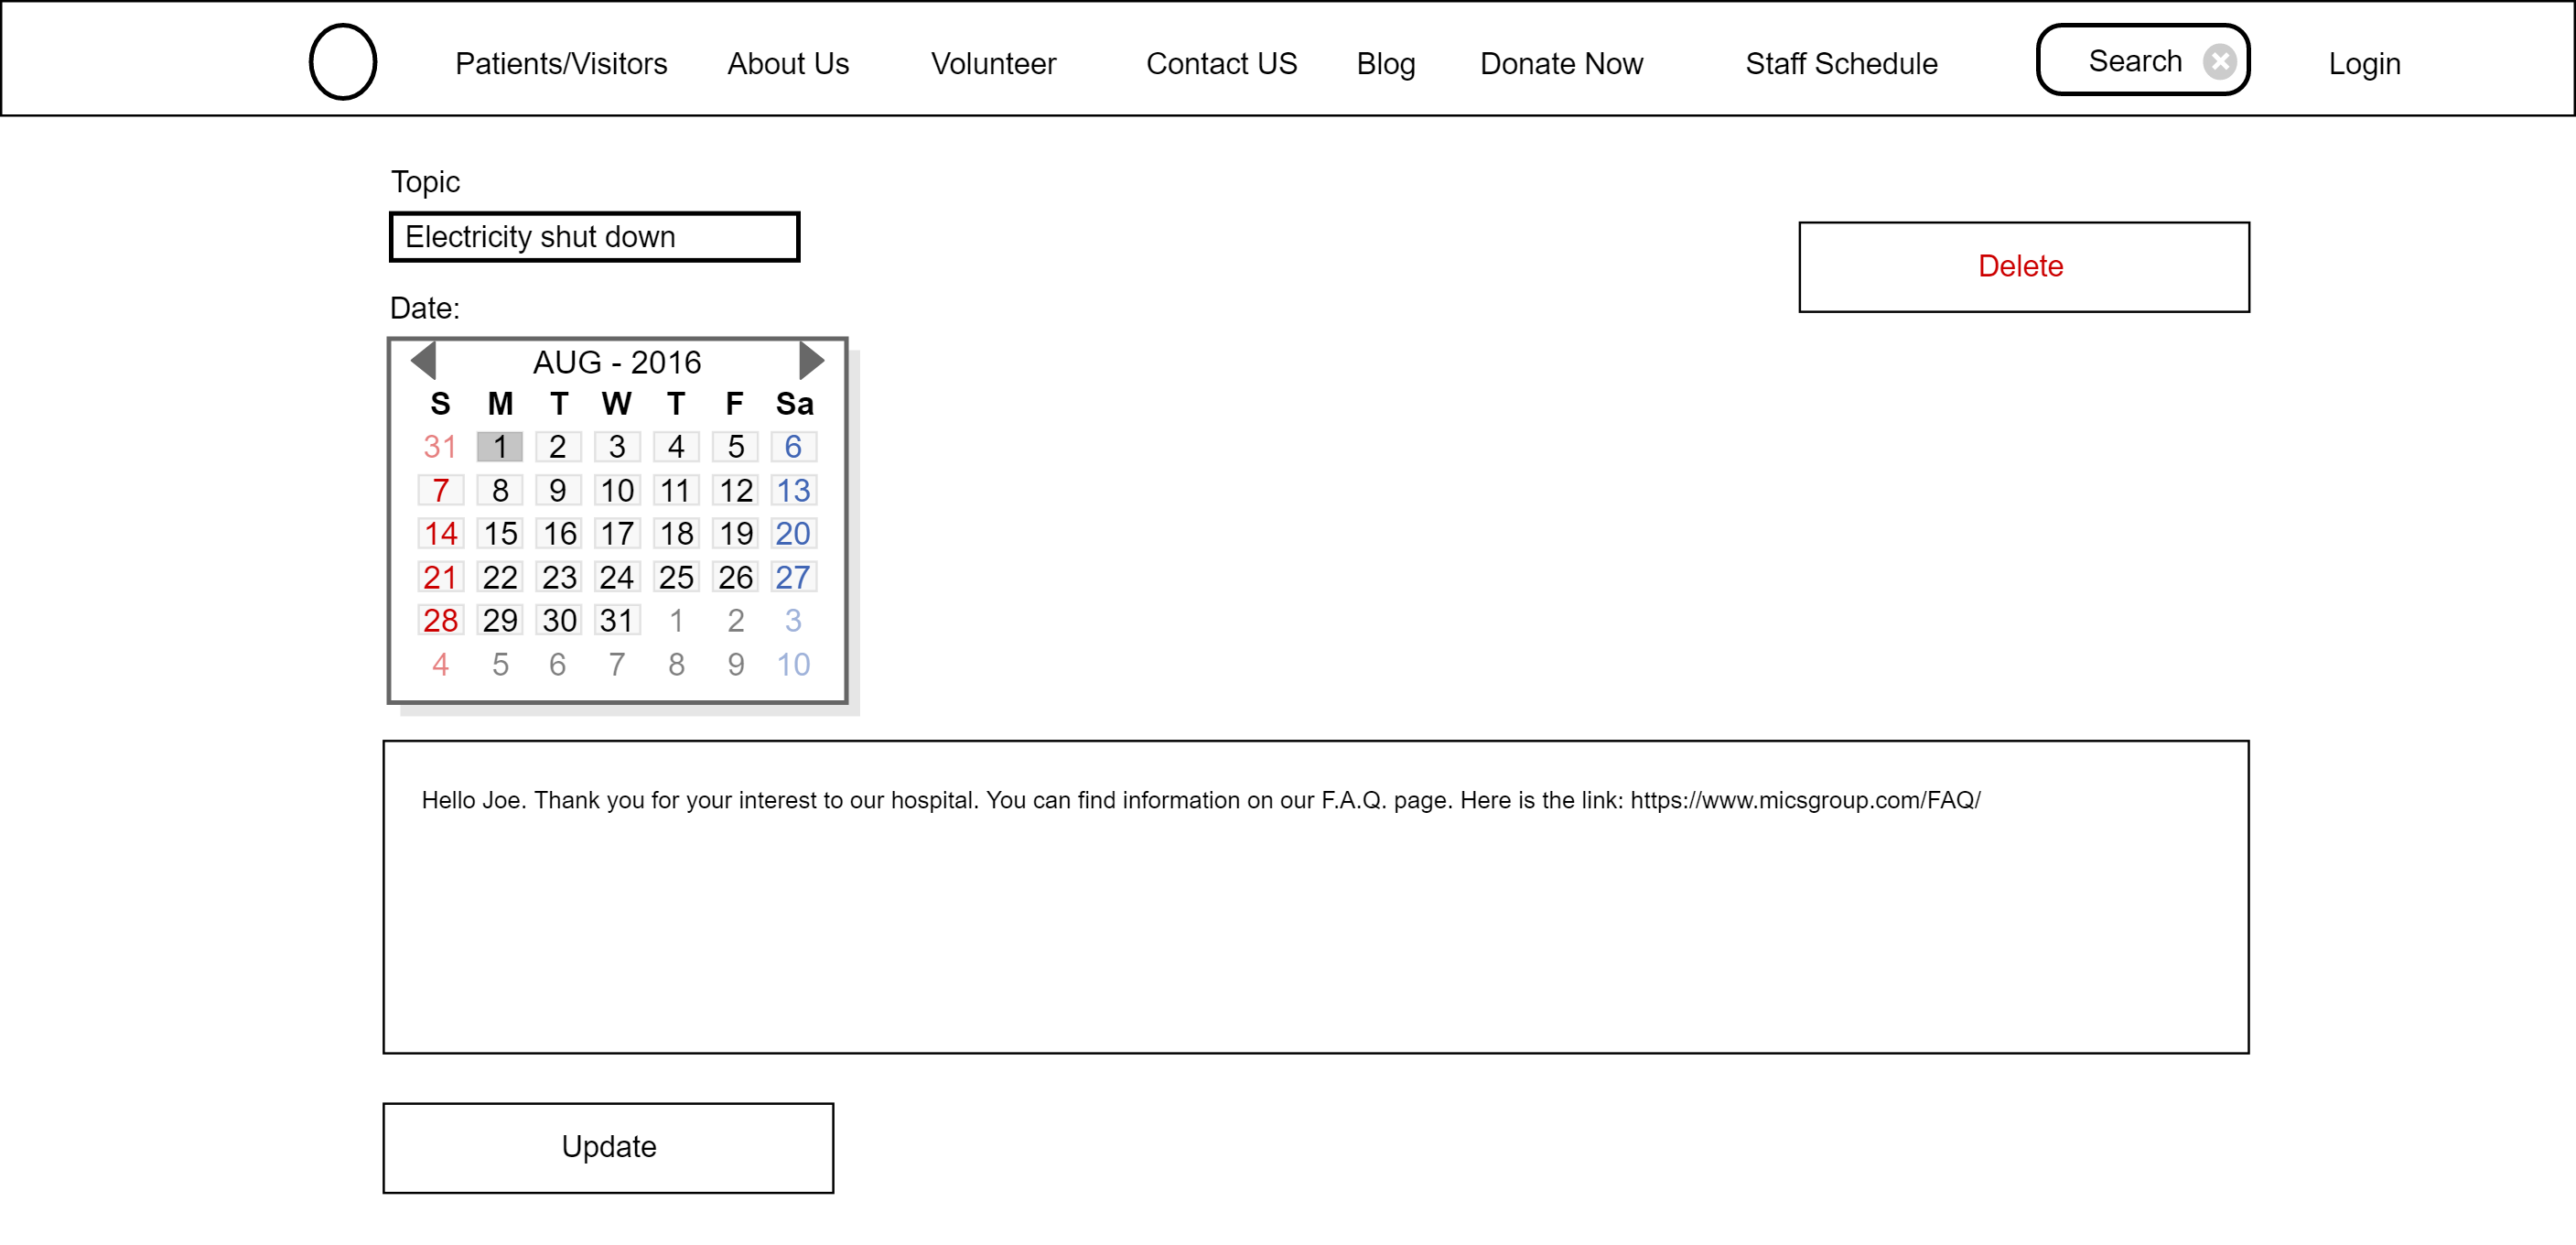 Patients/Visitors About Us Volunteer Contact US Blog Donate Now Staff Schedule Search Login
Topic
Electricity shut down
Delete
Date:
AUG - 2016
S M T W T F Sa
31 1 2 3 4 5 6
7 8 9 10 11 12 13
14 15 16 17 18 19 20
21 22 23 24 25 26 27
28 29 30 31 1 2 3
4 5 6 7 8 9 10
Hello Joe. Thank you for your interest to our hospital. You can find information on our F.A.Q. page. Here is the link: https://www.micsgroup.com/FAQ/
Update